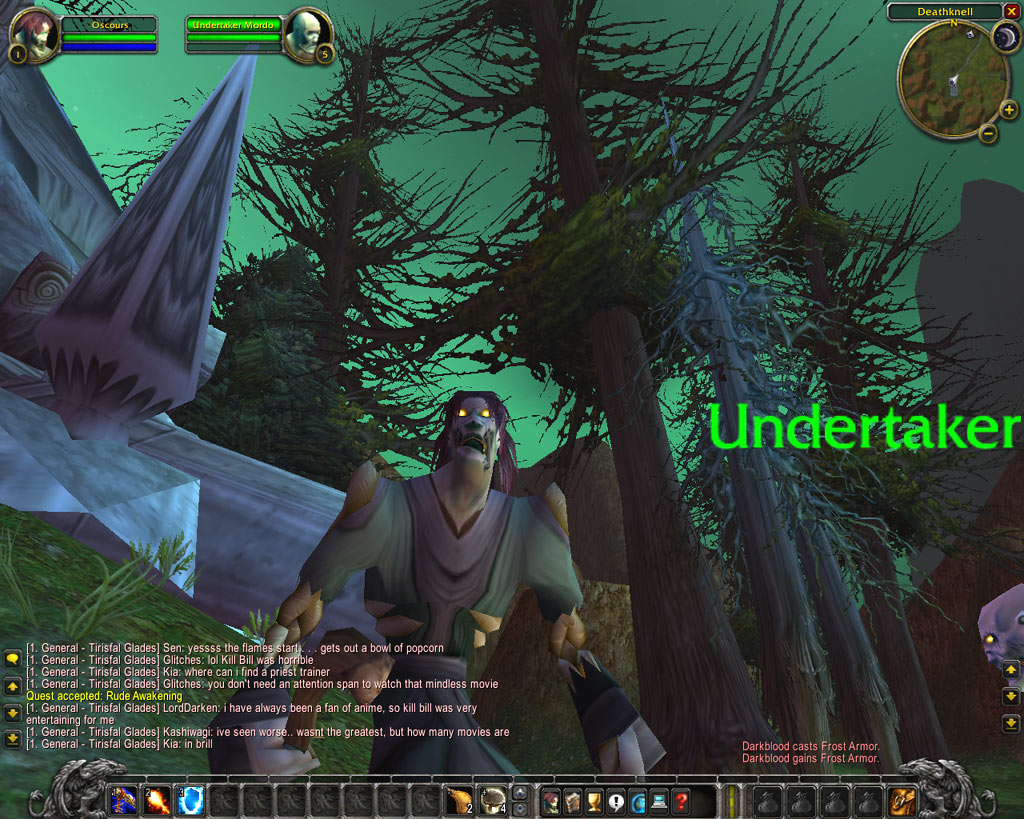 Oscours
1
Undertaker Mordo
5
Deathknell
N
Undertaker
[1. General - Tirisfal Glades] Sen: yessss the flames start . . . gets out a bowl of popcorn
[1. General - Tirisfal Glades] Glitches: lol Kill Bill was horrible
[1. General - Tirisfal Glades] Kia: where can i find a priest trainer
[1. General - Tirisfal Glades] Glitches: you don't need an attention span to watch that mindless movie
Quest accepted: Rude Awakening
[1. General - Tirisfal Glades] LordDarken: i have always been a fan of anime, so kill bill was very
entertaining for me
[1. General - Tirisfal Glades] Kashiwagi: ive seen worse.. wasnt the greatest, but how many movies are
[1. General - Tirisfal Glades] Kia: in brill
Darkblood casts Frost Armor.
Darkblood gains Frost Armor.
2
2
4